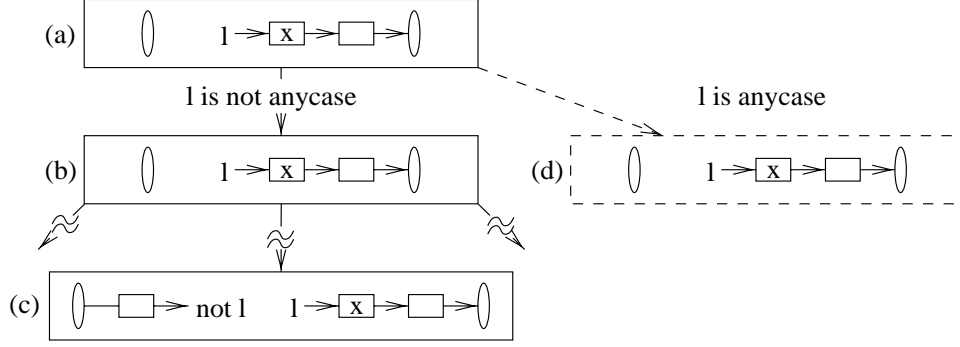 (a) l x
l is not anycase l is anycase
(b) l x (d) l x
(c) not l l x